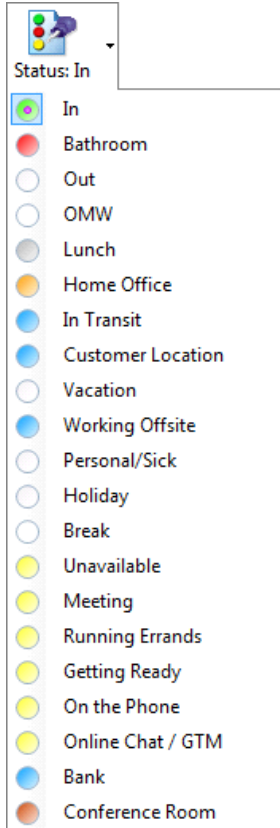 Status: In
In
Bathroom
Out
OMW
Lunch
Home Office
In Transit
Customer Location
Vacation
Working Offsite
Personal/Sick
Holiday
Break
Unavailable
Meeting
Running Errands
Getting Ready
On the Phone
Online Chat / GTM
Bank
Conference Room